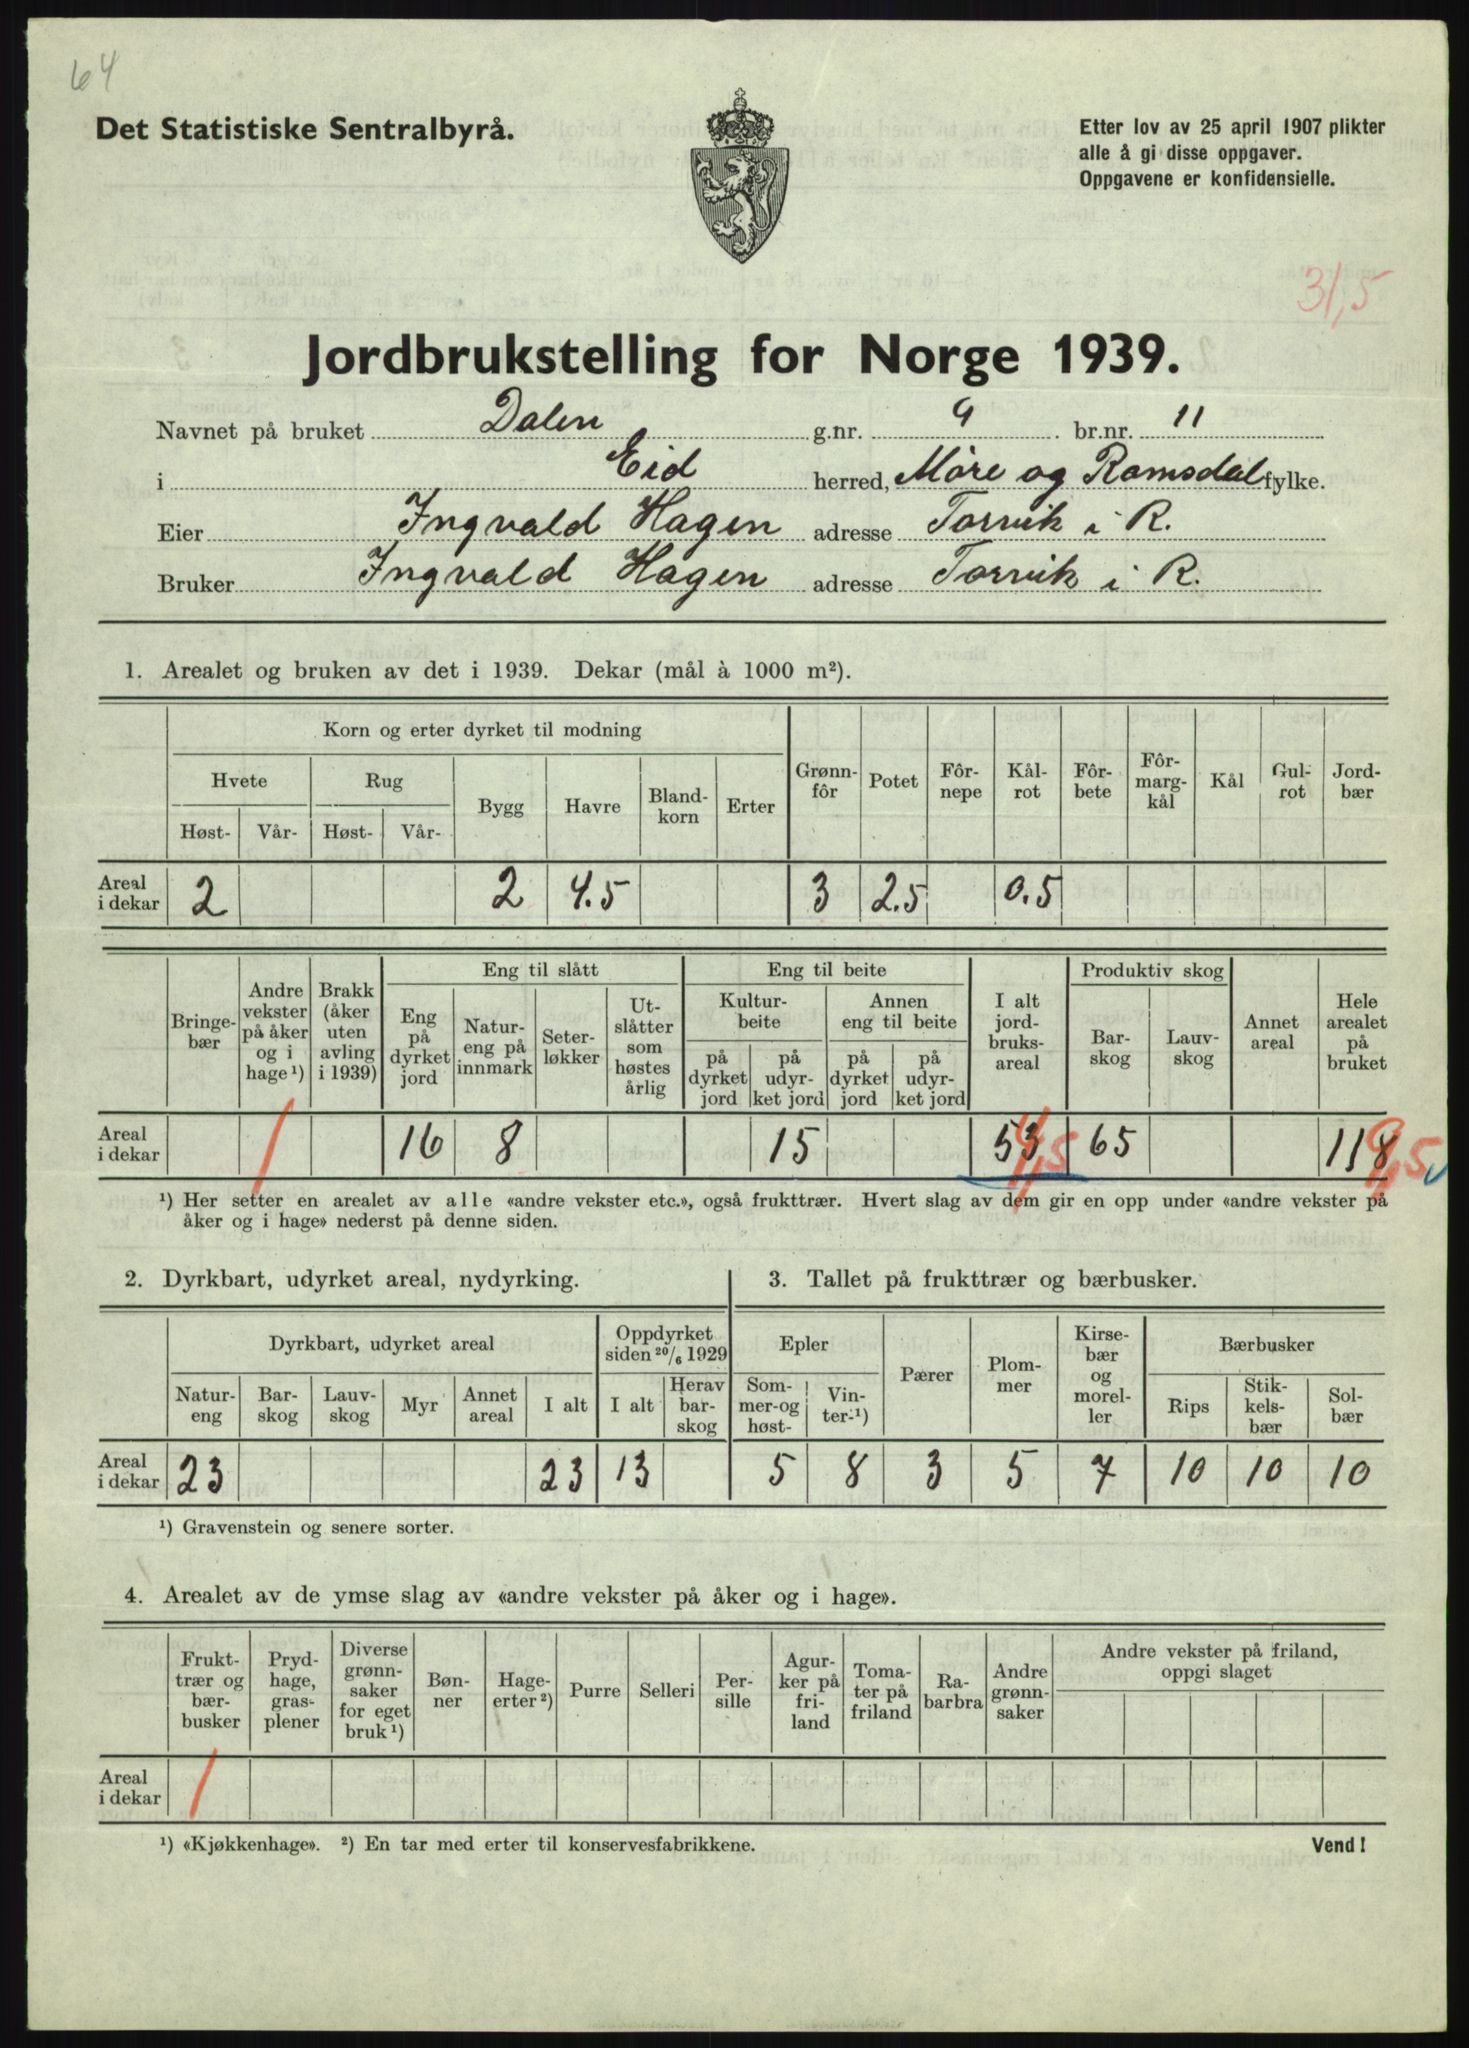 64
Det Statistiske Sentralbyrå.
Etter lov av 25 april 1907 plikter
alle å gi disse oppgaver.
Oppgavene er konfidensielle.
31,5
Jordbrukstelling for Norge 1939.
Navnet på bruket Dalen g.nr. 9 br.nr. 11
i Eid herred, Møre og Romsdal fylke.
Eier Ingvald Hagen adresse Torvik i R.
Bruker Ingvald Hagen adresse Torvik i R.
1. Arealet og bruken av det i 1939. Dekar (mål à 1000 m²).
Korn og erter dyrket til modning
Hvete Rug Bygg Havre Bland-korn Erter Grønn-fôr Potet Fôr-nepe Kål-rot Fôr-bete Fôr-marg-kål Kål Gul-rot Jord-bær
Høst- Vår- Høst- Vår-
Areal i dekar 2 2 4.5 3 2.5 0.5
Bringe-bær Andre vekster på åker og i hage¹) Brakk (åker uten avling i 1939) Eng til slått Eng til beite I alt jord-bruks-areal Produktiv skog Annet areal Hele arealet på bruket
Eng på dyrket jord Natur-eng på innmark Seter-løkker Ut-slåtter som høstes årlig Kultur-beite Annen eng til beite Bar-skog Lauv-skog
på dyrket jord på udyr-ket jord på dyrket jord på udyr-ket jord
Areal i dekar 1 16 8 15 53 4,5 65 118 9,5
¹) Her setter en arealet av alle «andre vekster etc.», også frukttrær. Hvert slag av dem gir en opp under «andre vekster på
åker og i hage» nederst på denne siden.
2. Dyrkbart, udyrket areal, nydyrking.
3. Tallet på frukttrær og bærbusker.
Dyrkbart, udyrket areal Oppdyrket siden 20/6 1929 Epler Pærer Plom-mer Kirse-bær og morel-ler Bærbusker
Natur-eng Bar-skog Lauv-skog Myr Annet areal I alt I alt Herav bar-skog Som-mer-og høst- Vin-ter-¹) Rips Stik-kels-bær Sol-bær
Areal i dekar 23 23 13 5 8 3 5 7 10 10 10
¹) Gravenstein og senere sorter.
4. Arealet av de ymse slag av «andre vekster på åker og i hage».
Frukt-trær og bær-busker Pryd-hage, gras-plener Diverse grønn-saker for eget bruk¹) Bøn-ner Hage-erter²) Purre Selleri Per-sille Agur-ker på fri-land Toma-ter på friland Ra-barbra Andre grønn-saker Andre vekster på friland, oppgi slaget
Areal i dekar 1
¹) «Kjøkkenhage». ²) En tar med erter til konservesfabrikkene.
Vend!